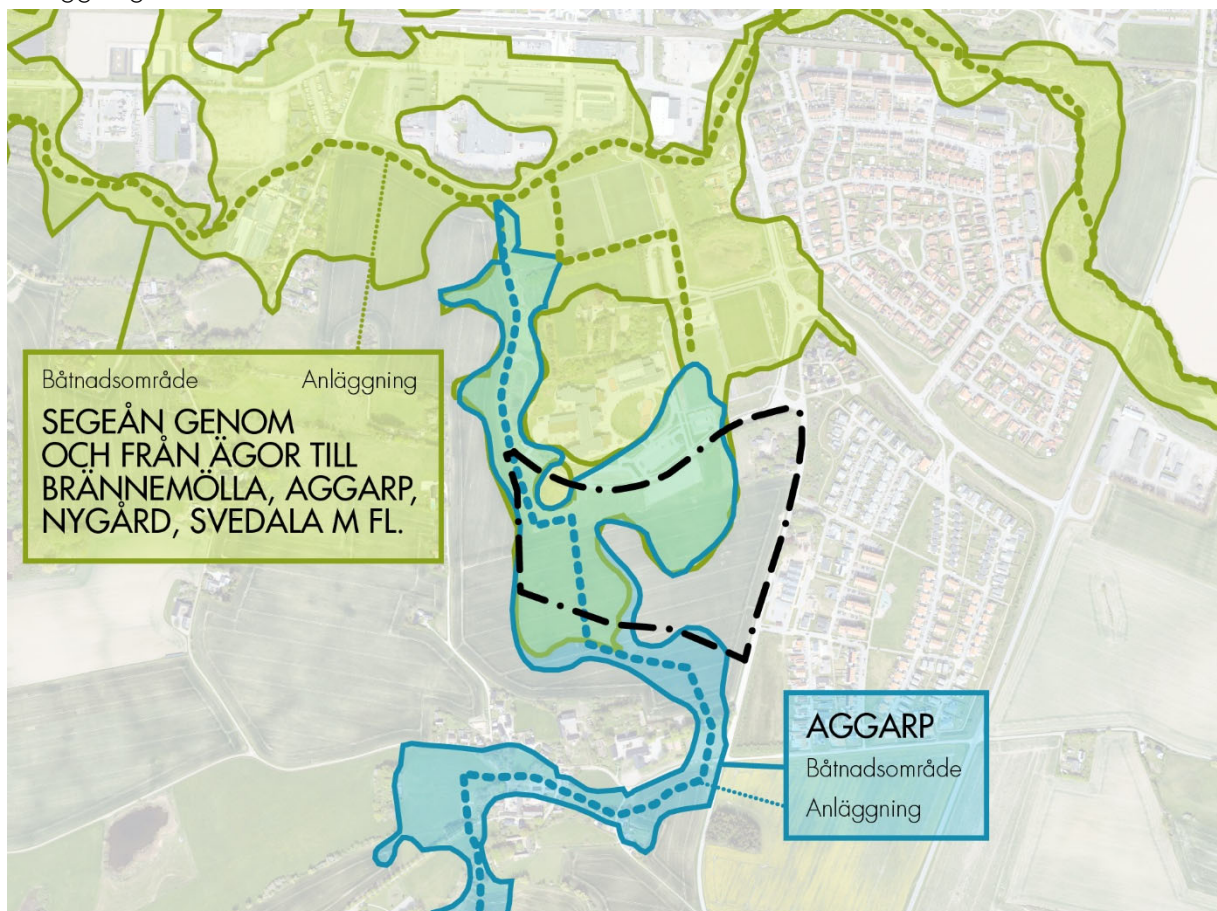 Båtnadsområde Anläggning
SEGEÅN GENOM
OCH FRÅN ÄGOR TILL
BRÄNNEMÖLLA, AGGARP,
NYGÅRD, SVEDALA M FL.
AGGARP
Båtnadsområde
Anläggning